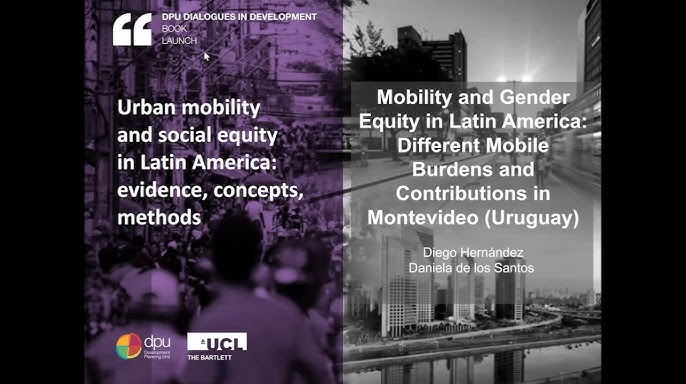 DPU DIALOGUES IN DEVELOPMENT
BOOK
LAUNCH
Urban mobility
and social equity
in Latin America:
evidence, concepts,
methods
dpu
Development
Planning Unit
UCL
THE BARTLETT
Mobility and Gender
Equity in Latin America:
Different Mobile
Burdens and
Contributions in
Montevideo (Uruguay)
Diego Hernández
Daniela de los Santos